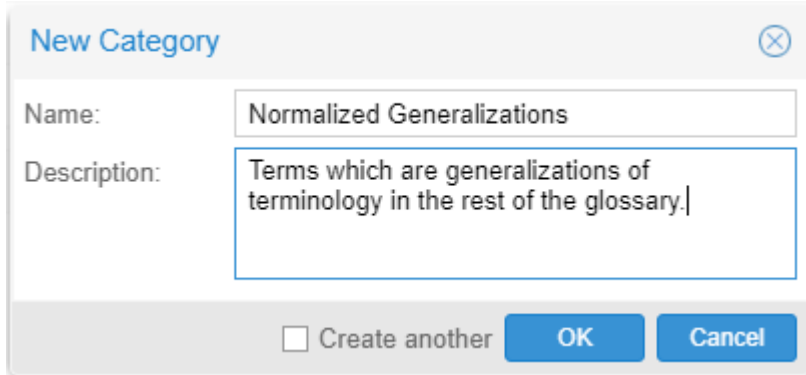 New Category
Name: Normalized Generalizations
Description: Terms which are generalizations of
terminology in the rest of the glossary.
Create another OK Cancel